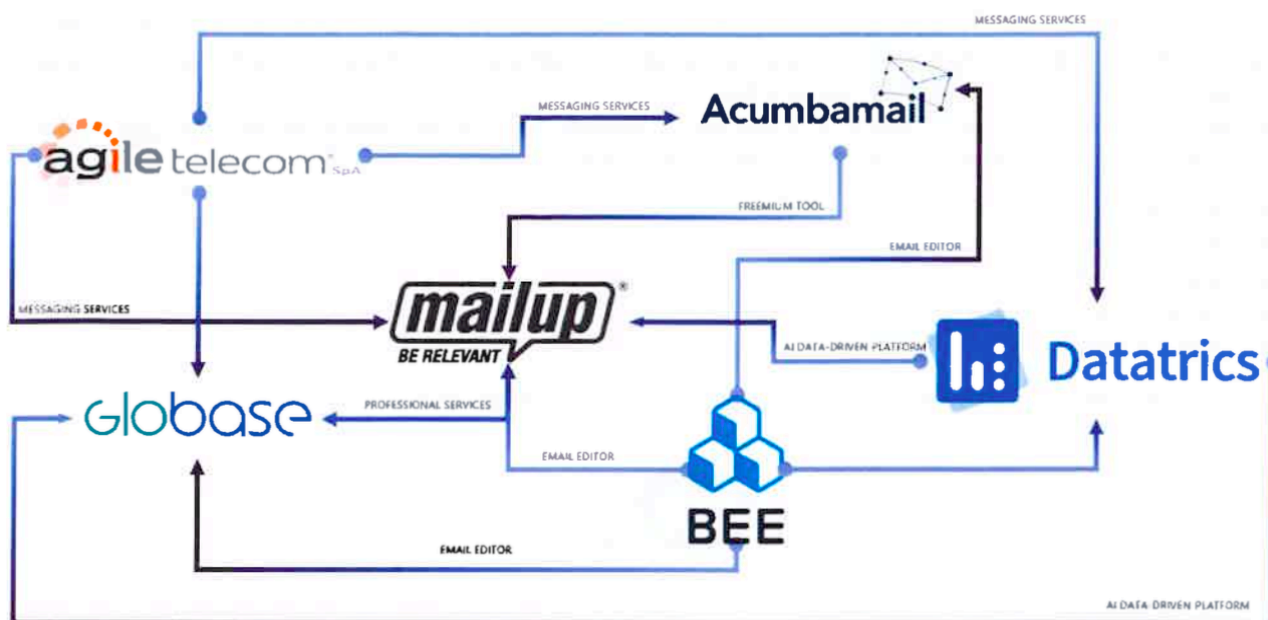 MESSAGING SERVICES
Acumbamail
MESSAGING SERVICES
agile telecom SpA
FREEMIUM TOOL
EMAIL EDITOR
MESSAGING SERVICES
mailup®
BE RELEVANT
AI DATA-DRIVEN PLATFORM
Datatrics
GLOBASE
PROFESSIONAL SERVICES
EMAIL EDITOR
BEE
EMAIL EDITOR
AI DATA-DRIVEN PLATFORM